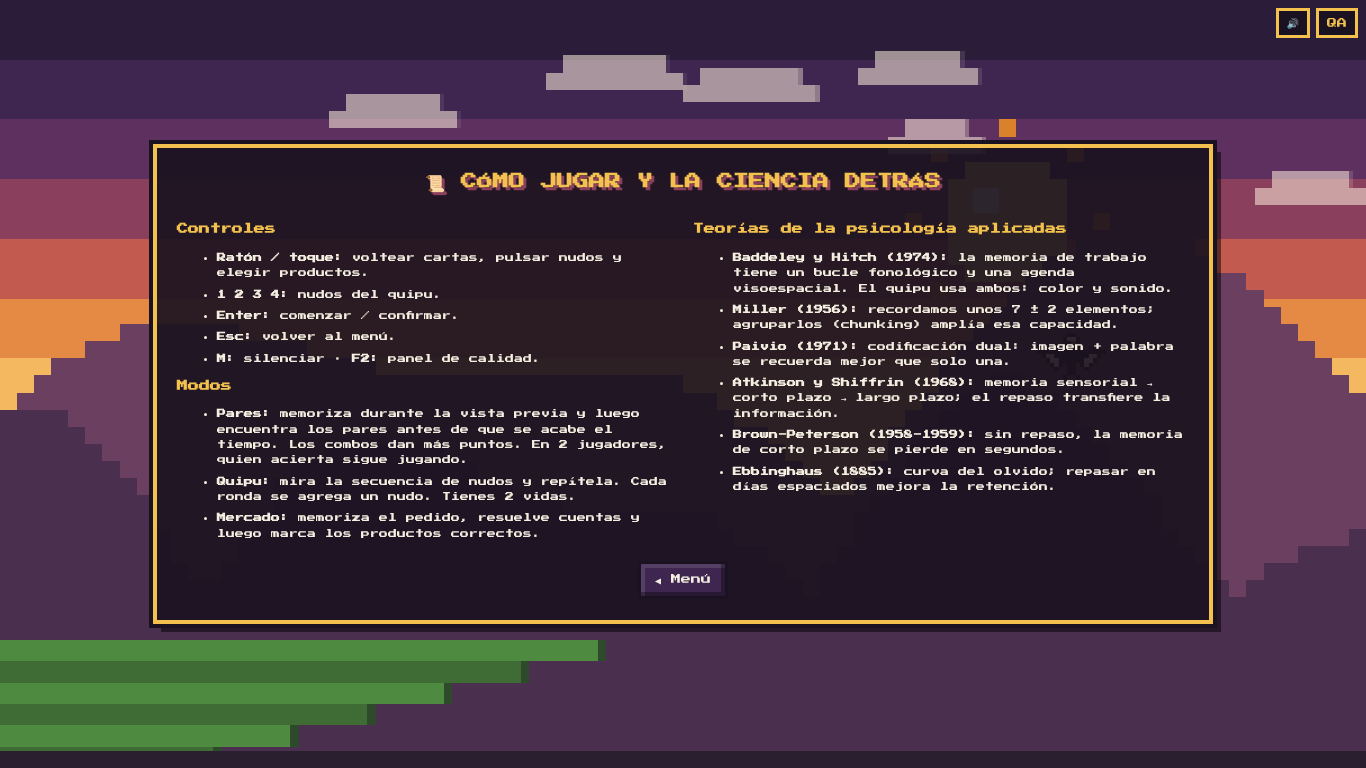 QA
CóMO JUGAR Y LA CIENCIA DETRáS
Controles
• Ratón / toque: voltear cartas, pulsar nudos y
elegir productos.
• 1 2 3 4: nudos del quipu.
• Enter: comenzar / confirmar.
• Esc: volver al menú.
• M: silenciar · F2: panel de calidad.
Modos
• Pares: memoriza durante la vista previa y luego
encuentra los pares antes de que se acabe el
tiempo. Los combos dan más puntos. En 2 jugadores,
quien acierta sigue jugando.
• Quipu: mira la secuencia de nudos y repítela. Cada
ronda se agrega un nudo. Tienes 2 vidas.
• Mercado: memoriza el pedido, resuelve cuentas y
luego marca los productos correctos.
Teorías de la psicología aplicadas
• Baddeley y Hitch (1974): la memoria de trabajo
tiene un bucle fonológico y una agenda
visoespacial. El quipu usa ambos: color y sonido.
• Miller (1956): recordamos unos 7 ± 2 elementos;
agruparlos (chunking) amplía esa capacidad.
• Paivio (1971): codificación dual: imagen + palabra
se recuerda mejor que solo una.
• Atkinson y Shiffrin (1968): memoria sensorial →
corto plazo → largo plazo; el repaso transfiere la
información.
• Brown-Peterson (1958-1959): sin repaso, la memoria
de corto plazo se pierde en segundos.
• Ebbinghaus (1885): curva del olvido; repasar en
días espaciados mejora la retención.
◂ Menú